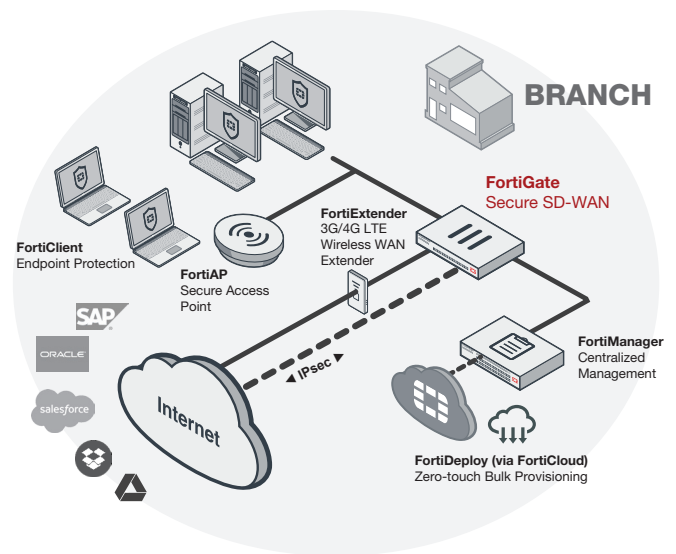 BRANCH
FortiGate
Secure SD-WAN
FortiExtender
3G/4G LTE
Wireless WAN
Extender
FortiClient
Endpoint Protection
FortiAP
Secure Access
Point
SAP
ORACLE
salesforce
Internet
◄ IPsec ►
FortiManager
Centralized
Management
FortiDeploy (via FortiCloud)
Zero-touch Bulk Provisioning